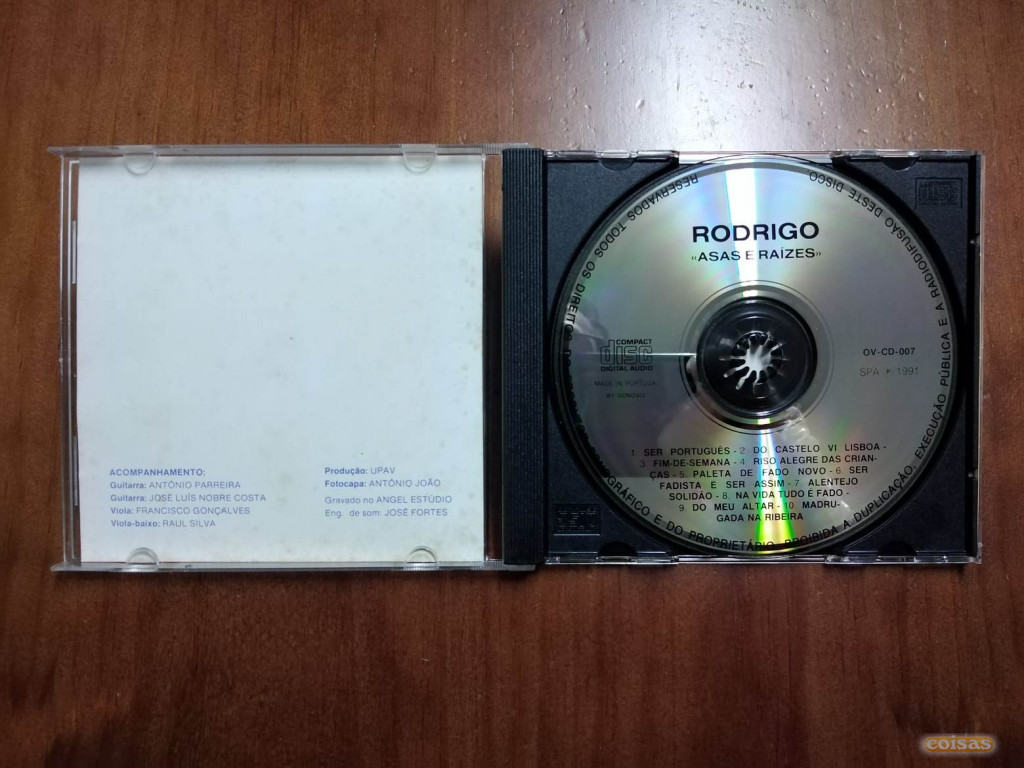 ACOMPANHAMENTO:
Guitarra: ANTÓNIO PARREIRA
Guitarra: JOSÉ LUÍS NOBRE COSTA
Viola: FRANCISCO GONÇALVES
Viola-baixo: RAUL SILVA
Produção: UPAV
Fotocapa: ANTÓNIO JOÃO
Gravado no ANGEL ESTÚDIO
Eng. de som: JOSÉ FORTES
RODRIGO
«ASAS E RAÍZES»
COMPACT
disc
DIGITAL AUDIO
MADE IN PORTUGAL
OV-CD-007
SPA P 1991
1. SER PORTUGUÊS - 2. DO CASTELO VI LISBOA -
3. FIM-DE-SEMANA - 4. RISO ALEGRE DAS CRIAN-
ÇAS - 5. PALETA DE FADO NOVO - 6. SER
FADISTA É SER ASSIM - 7. ALENTEJO
SOLIDÃO - 8. NA VIDA TUDO É FADO -
9. DO MEU ALTAR - 10. MADRU-
GADA NA RIBEIRA
RESERVADOS TODOS OS DIREITOS E DO PROPRIETÁRIO. PROIBIDA A DUPLICAÇÃO, EXECUÇÃO PÚBLICA E A RADIODIFUSÃO DESTE DISCO
coisas